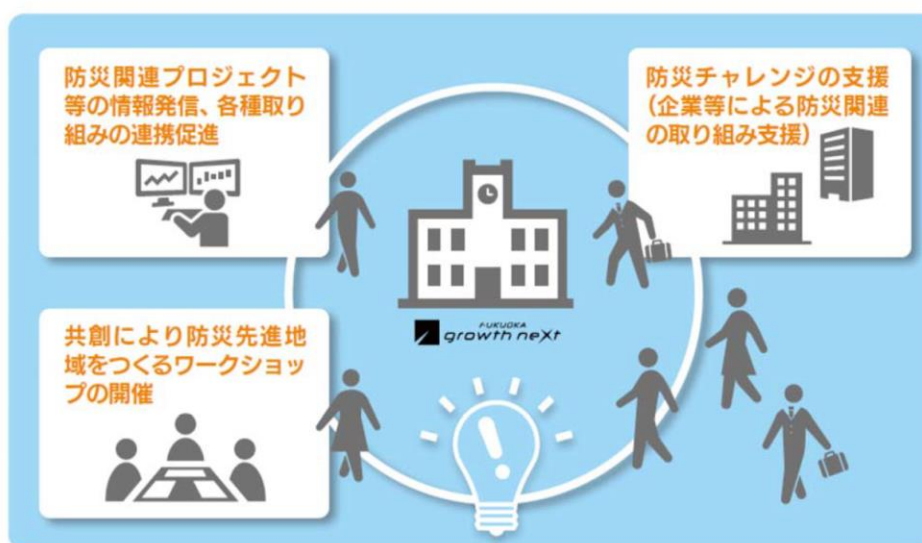 防災関連プロジェクト
等の情報発信、各種取り
組みの連携促進
防災チャレンジの支援
(企業等による防災関連
の取り組み支援)
FUKUOKA
growth neXt
共創により防災先進地
域をつくるワークショッ
プの開催